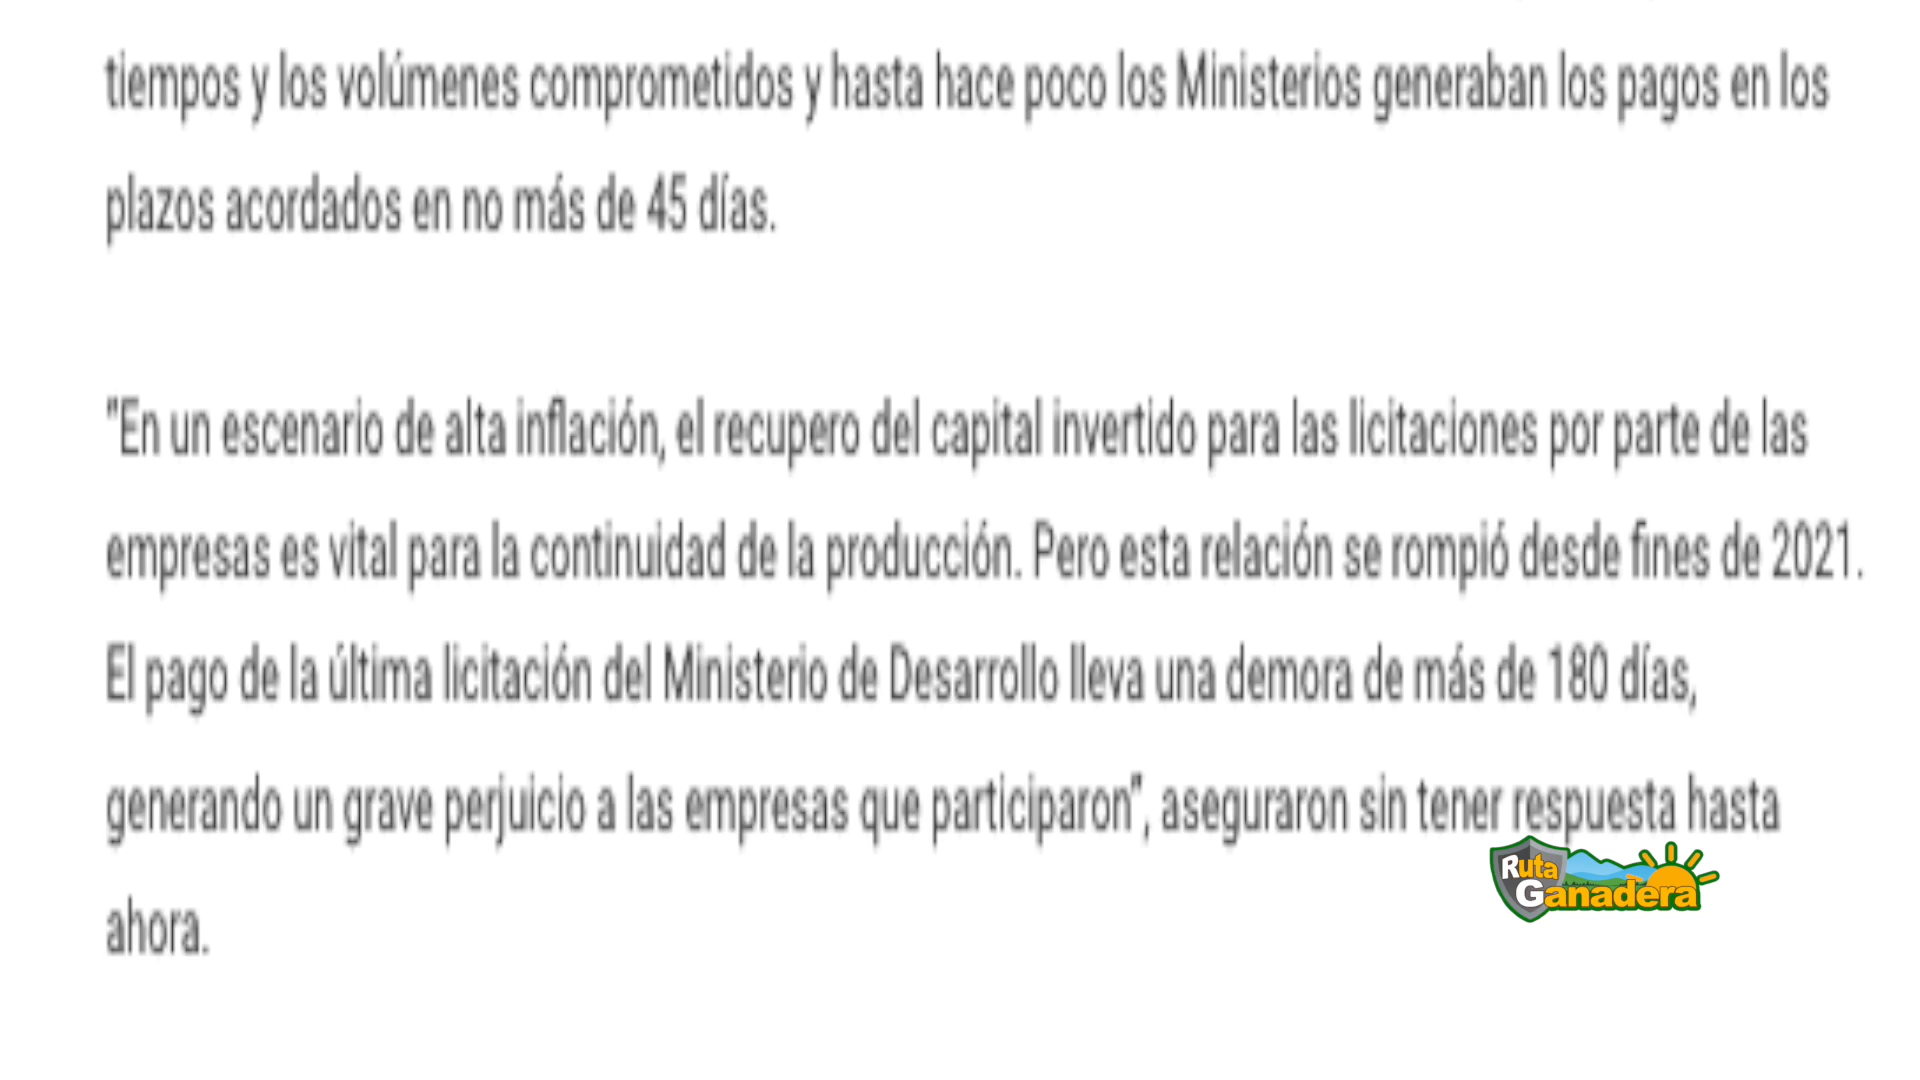 tiempos y los volúmenes comprometidos y hasta hace poco los Ministerios generaban los pagos en los
plazos acordados en no más de 45 días.
"En un escenario de alta inflación, el recupero del capital invertido para las licitaciones por parte de las
empresas es vital para la continuidad de la producción. Pero esta relación se rompió desde fines de 2021.
El pago de la última licitación del Ministerio de Desarrollo lleva una demora de más de 180 días,
generando un grave perjuicio a las empresas que participaron", aseguraron sin tener respuesta hasta
ahora.
Ruta
Ganadera